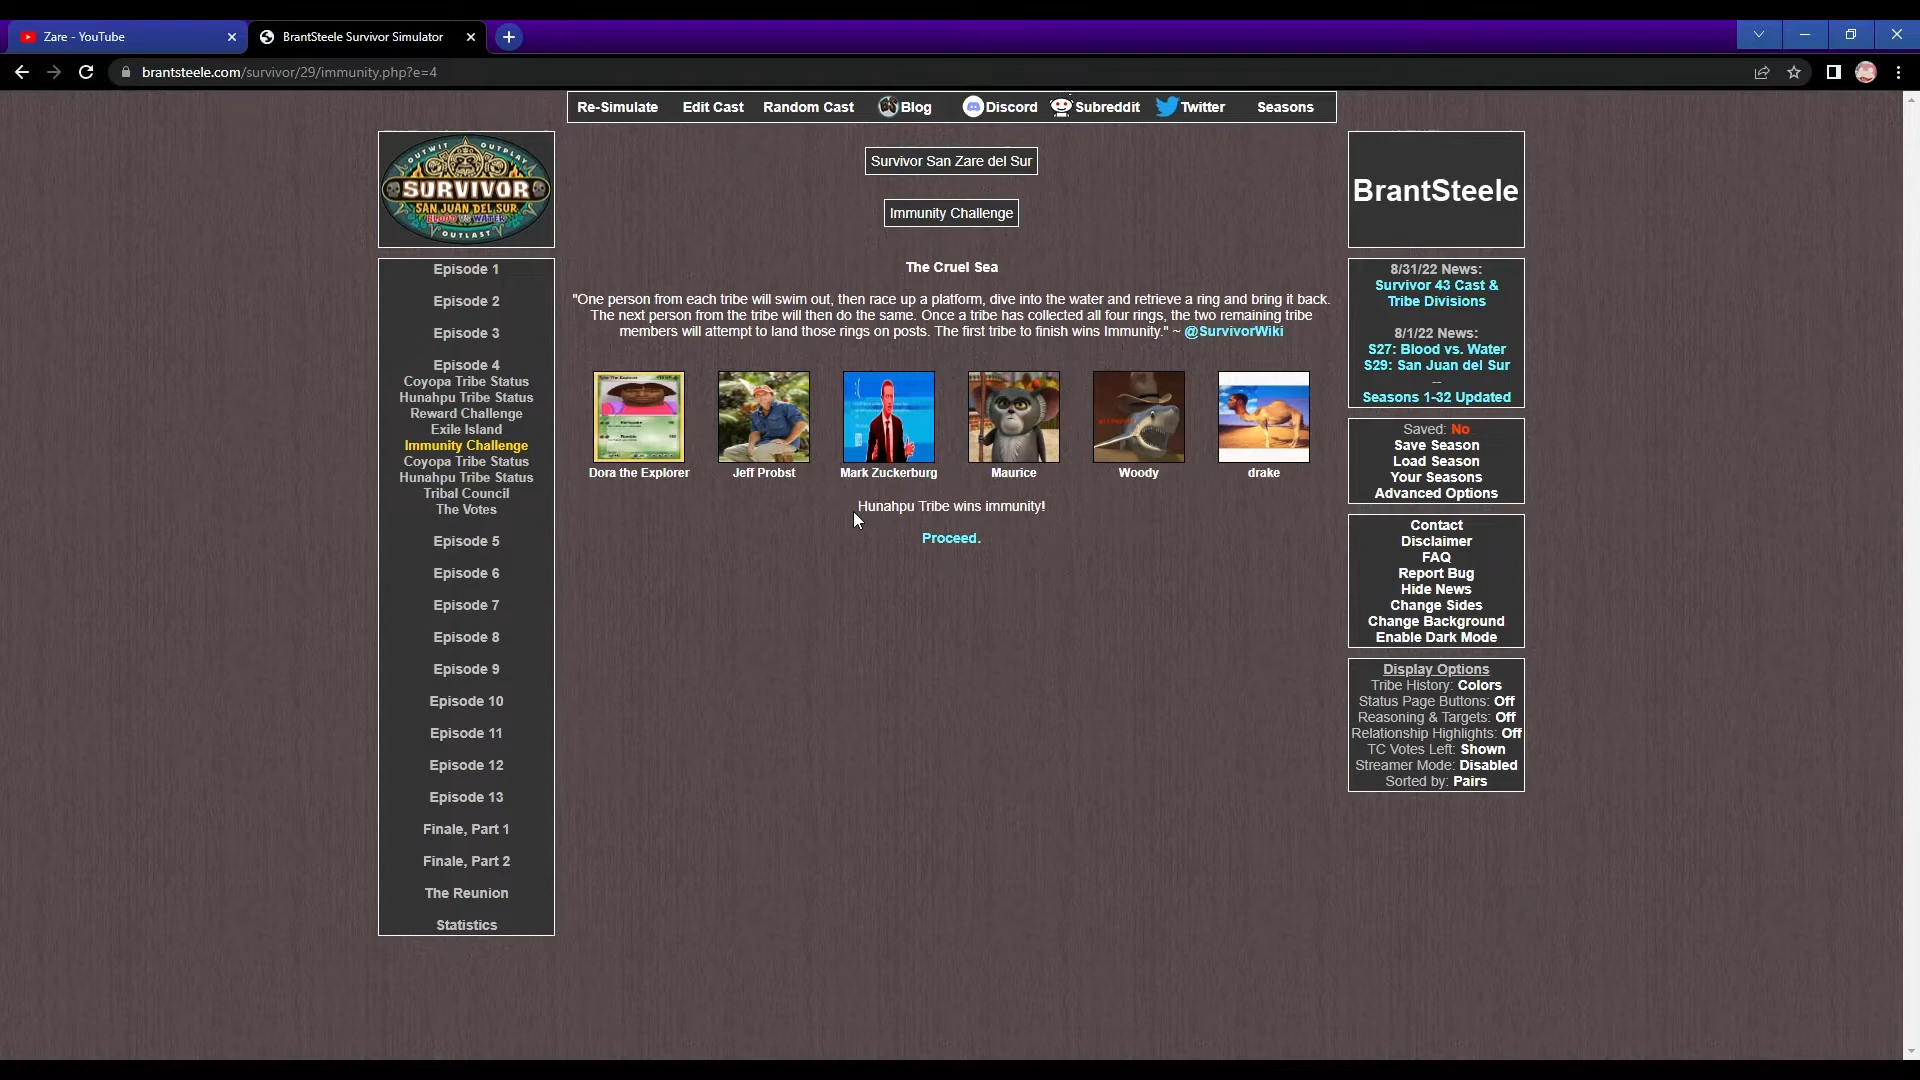 Zare - YouTube
BrantSteele Survivor Simulator
brantsteele.com/survivor/29/immunity.php?e=4
Re-Simulate Edit Cast Random Cast Blog Discord Subreddit Twitter Seasons
OUTWIT OUTPLAY
SURVIVOR
SAN JUAN DEL SUR
BLOOD VS WATER
OUTLAST
Episode 1
Episode 2
Episode 3
Episode 4
Coyopa Tribe Status
Hunahpu Tribe Status
Reward Challenge
Exile Island
Immunity Challenge
Coyopa Tribe Status
Hunahpu Tribe Status
Tribal Council
The Votes
Episode 5
Episode 6
Episode 7
Episode 8
Episode 9
Episode 10
Episode 11
Episode 12
Episode 13
Finale, Part 1
Finale, Part 2
The Reunion
Statistics
Survivor San Zare del Sur
Immunity Challenge
The Cruel Sea
"One person from each tribe will swim out, then race up a platform, dive into the water and retrieve a ring and bring it back.
The next person from the tribe will then do the same. Once a tribe has collected all four rings, the two remaining tribe
members will attempt to land those rings on posts. The first tribe to finish wins Immunity." ~ @SurvivorWiki
Dora the Explorer Jeff Probst Mark Zuckerburg Maurice Woody drake
Hunahpu Tribe wins immunity!
Proceed.
BrantSteele
8/31/22 News:
Survivor 43 Cast &
Tribe Divisions
8/1/22 News:
S27: Blood vs. Water
S29: San Juan del Sur
--
Seasons 1-32 Updated
Saved: No
Save Season
Load Season
Your Seasons
Advanced Options
Contact
Disclaimer
FAQ
Report Bug
Hide News
Change Sides
Change Background
Enable Dark Mode
Display Options
Tribe History: Colors
Status Page Buttons: Off
Reasoning & Targets: Off
Relationship Highlights: Off
TC Votes Left: Shown
Streamer Mode: Disabled
Sorted by: Pairs